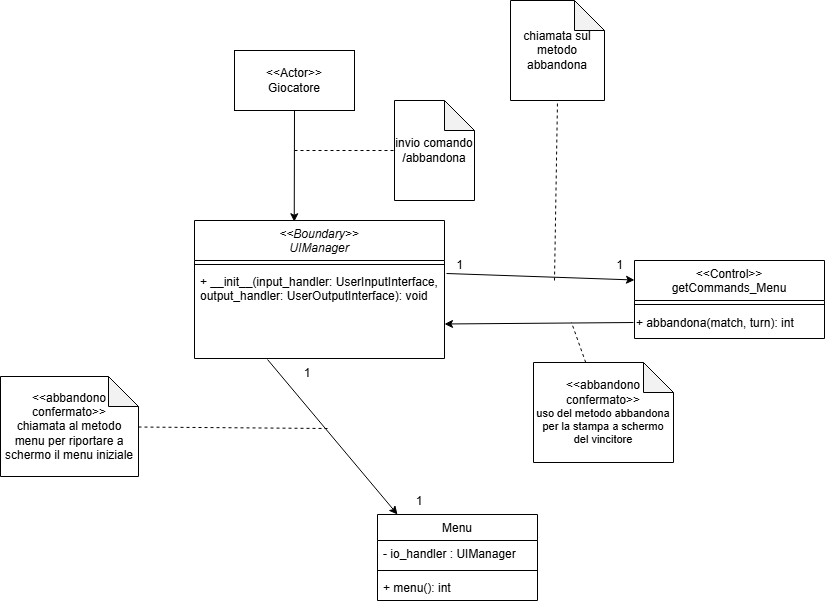 chiamata sul
metodo
abbandona
<<Actor>>
Giocatore
invio comando
/abbandona
<<Boundary>>
UIManager
+ __init__(input_handler: UserInputInterface,
output_handler: UserOutputInterface): void
1
1
<<Control>>
getCommands_Menu
+ abbandona(match, turn): int
1
<<abbandono
confermato>>
chiamata al metodo
menu per riportare a
schermo il menu iniziale
<<abbandono
confermato>>
uso del metodo abbandona
per la stampa a schermo
del vincitore
1
Menu
- io_handler : UIManager
+ menu(): int